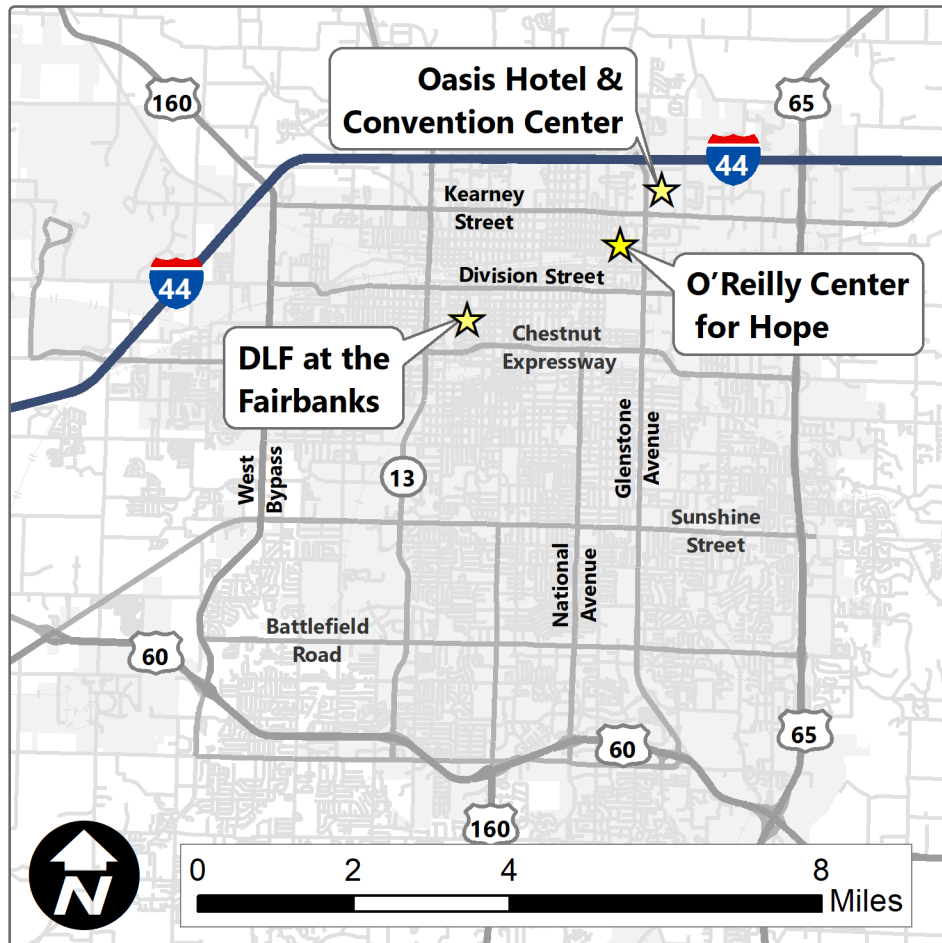 160
65
Oasis Hotel &
Convention Center
44
Kearney
Street
44
Division Street
O'Reilly Center
for Hope
DLF at the
Fairbanks
Chestnut
Expressway
West
Bypass
13
Glenstone
Avenue
Sunshine
Street
National
Avenue
Battlefield
Road
60
60
65
160
N
0 2 4 8
Miles